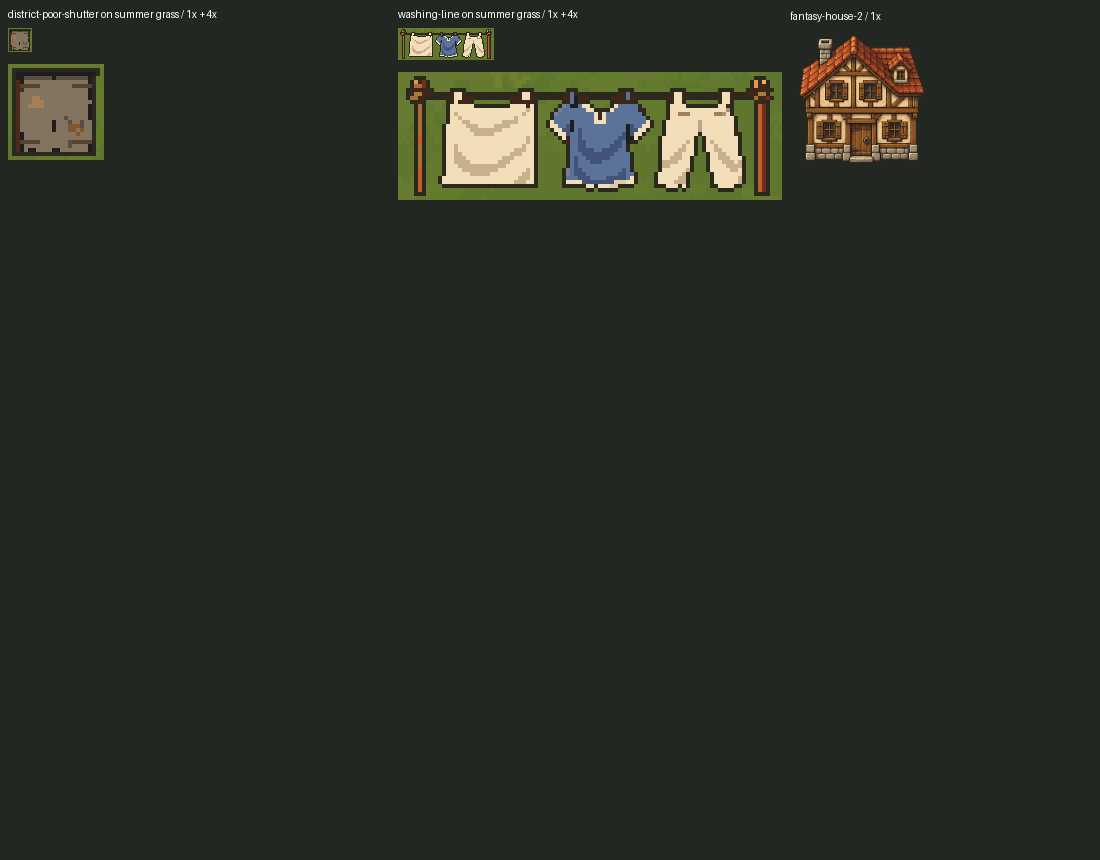 district-poor-shutter on summer grass / 1x + 4x
washing-line on summer grass / 1x + 4x
fantasy-house-2 / 1x